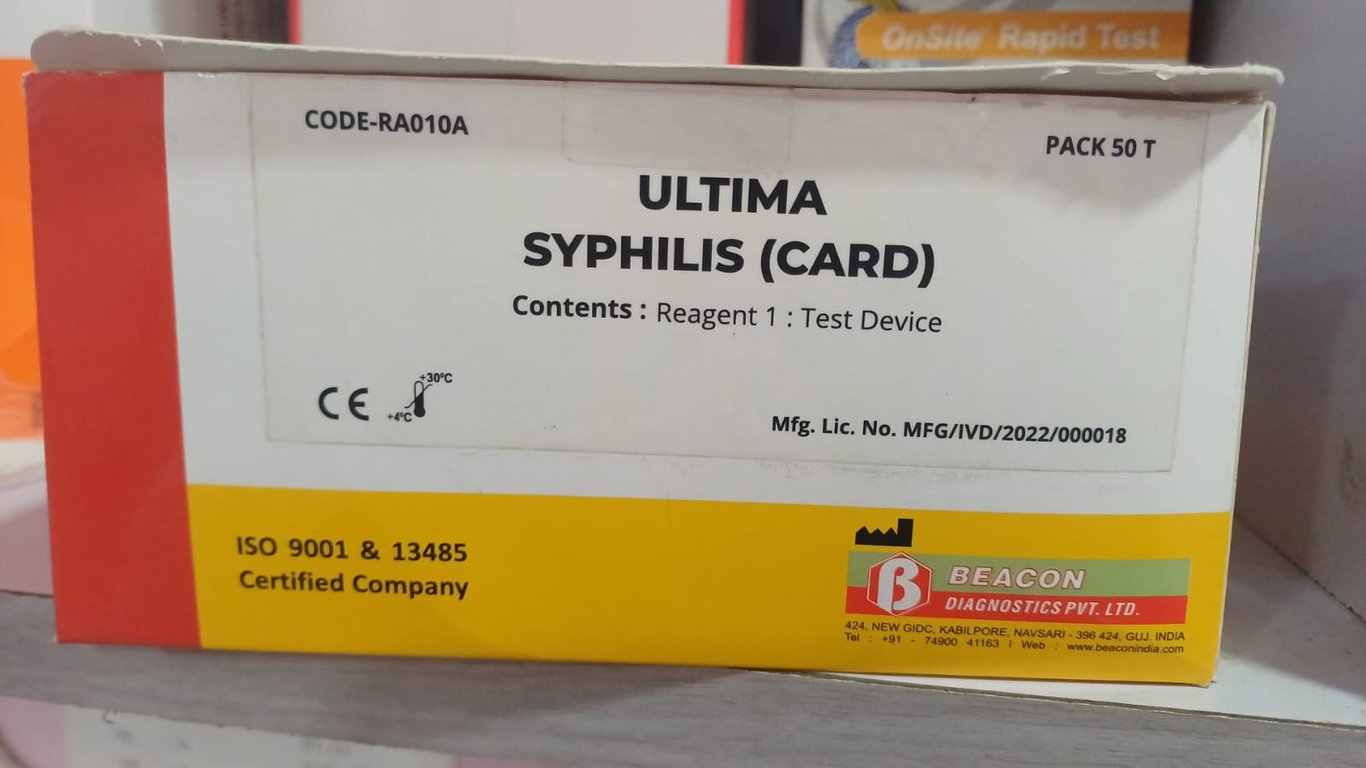 OnSite Rapid Test
CODE-RA010A
PACK 50 T
ULTIMA
SYPHILIS (CARD)
Contents : Reagent 1 : Test Device
CE
+30°C
+4°C
Mfg. Lic. No. MFG/IVD/2022/000018
ISO 9001 & 13485
Certified Company
β
BEACON
DIAGNOSTICS PVT. LTD.
424, NEW GIDC, KABILPORE, NAVSARI - 396 424, GUJ. INDIA
Tel : +91 - 74900 41163 | Web : www.beaconindia.com